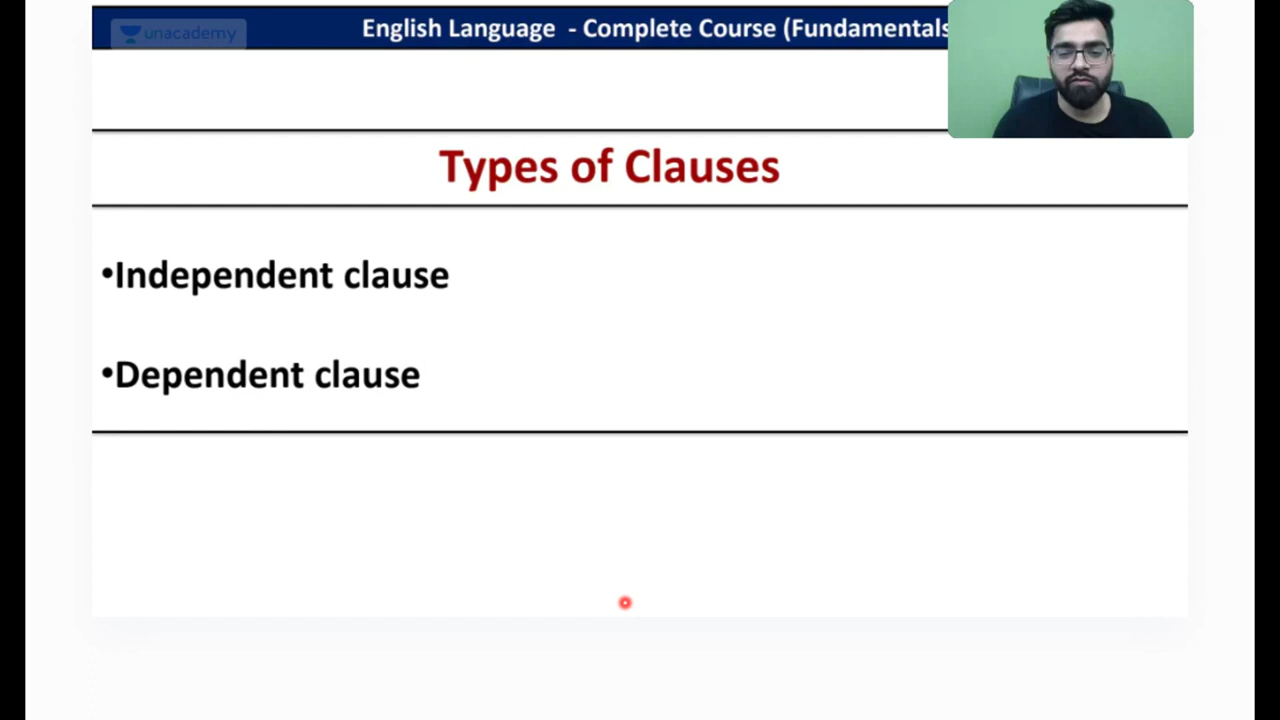 unacademy
English Language - Complete Course (Fundamentals
Types of Clauses
•Independent clause
•Dependent clause